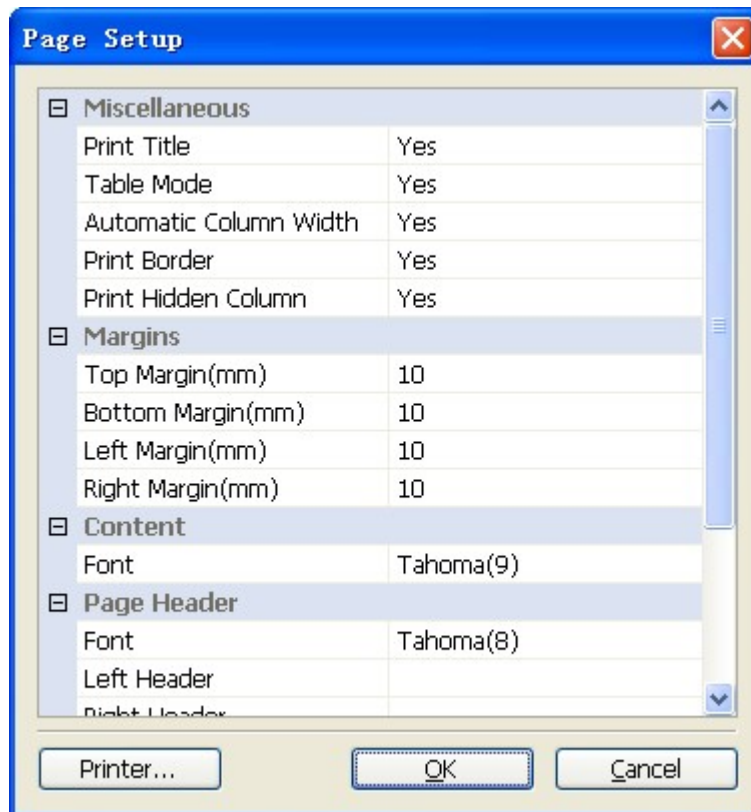 Page Setup
Miscellaneous
Print Title Yes
Table Mode Yes
Automatic Column Width Yes
Print Border Yes
Print Hidden Column Yes
Margins
Top Margin(mm) 10
Bottom Margin(mm) 10
Left Margin(mm) 10
Right Margin(mm) 10
Content
Font Tahoma(9)
Page Header
Font Tahoma(8)
Left Header
Right Header
Printer... OK Cancel